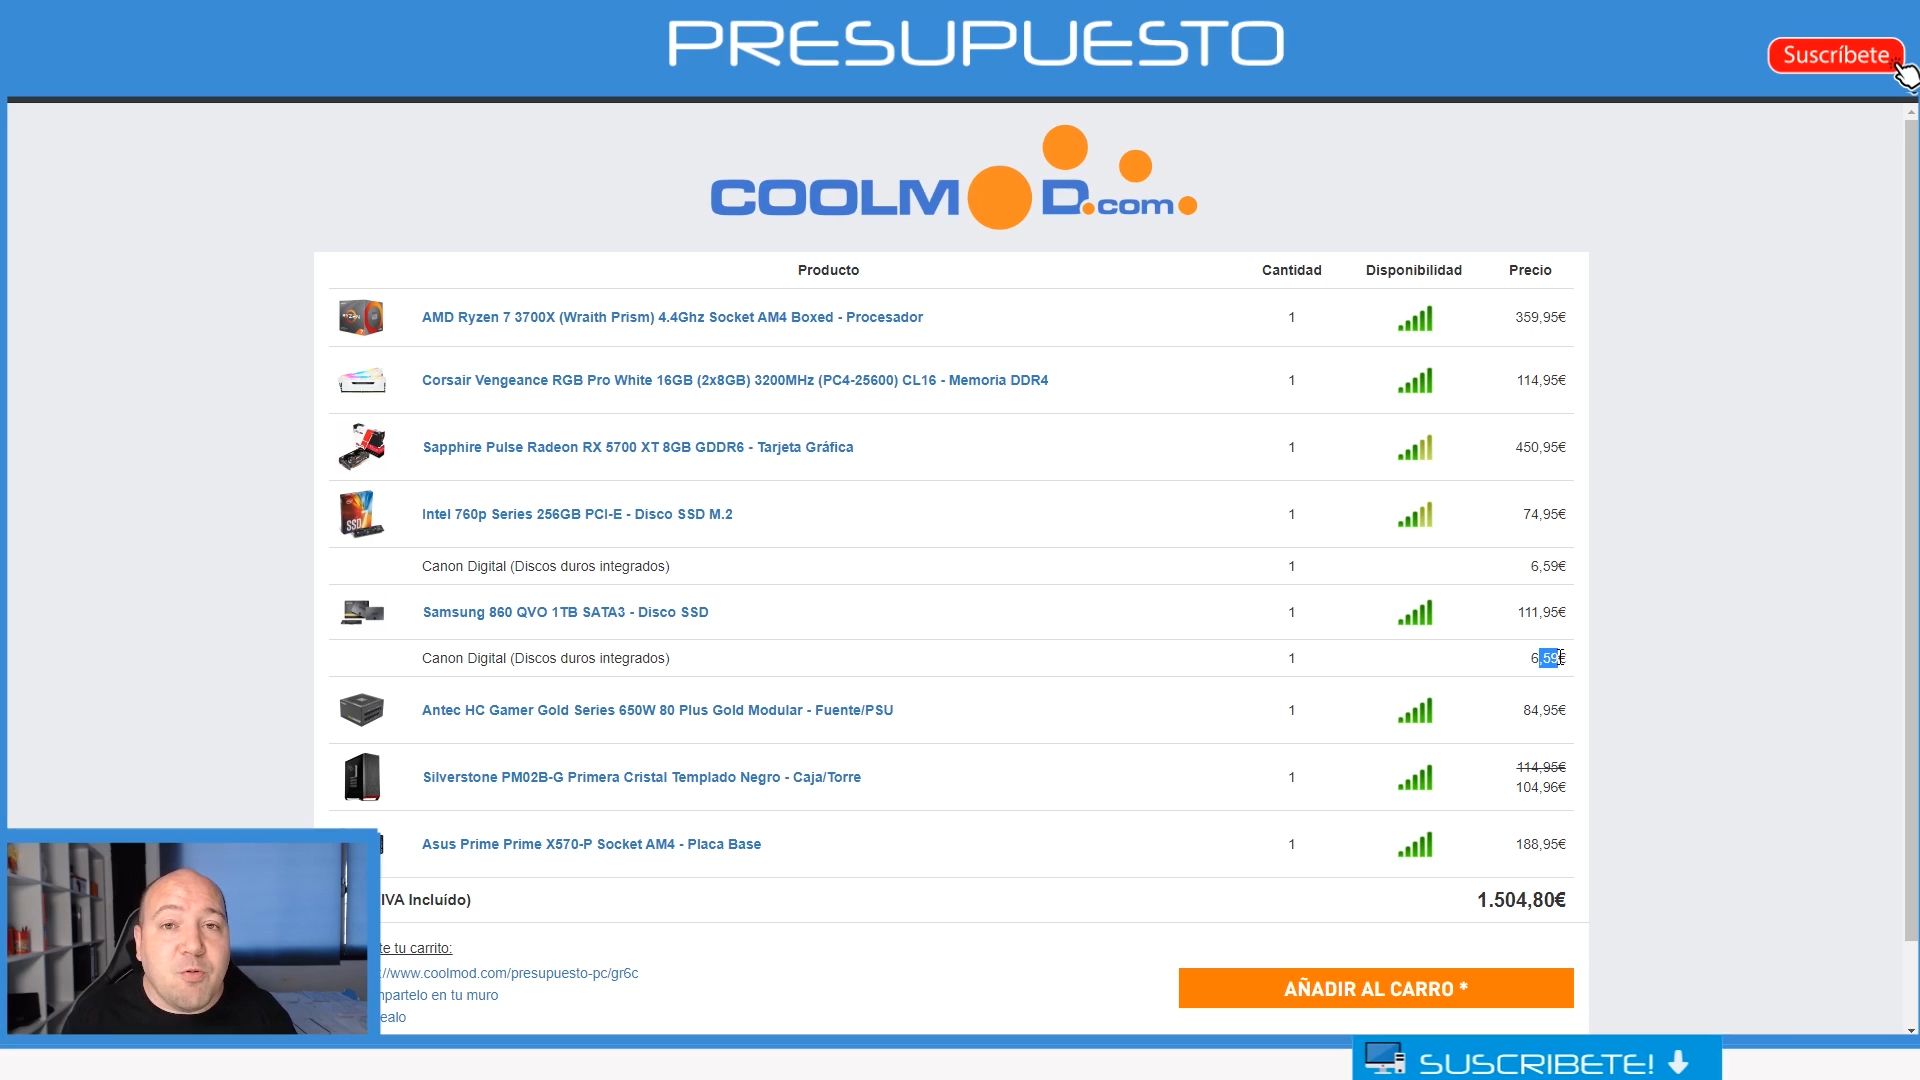 PRESUPUESTO
Suscríbete
COOLMOD.com
Producto Cantidad Disponibilidad Precio
AMD Ryzen 7 3700X (Wraith Prism) 4.4Ghz Socket AM4 Boxed - Procesador 1 359,95€
Corsair Vengeance RGB Pro White 16GB (2x8GB) 3200MHz (PC4-25600) CL16 - Memoria DDR4 1 114,95€
Sapphire Pulse Radeon RX 5700 XT 8GB GDDR6 - Tarjeta Gráfica 1 450,95€
Intel 760p Series 256GB PCI-E - Disco SSD M.2 1 74,95€
Canon Digital (Discos duros integrados) 1 6,59€
Samsung 860 QVO 1TB SATA3 - Disco SSD 1 111,95€
Canon Digital (Discos duros integrados) 1 6,59€
Antec HC Gamer Gold Series 650W 80 Plus Gold Modular - Fuente/PSU 1 84,95€
114,95€
Silverstone PM02B-G Primera Cristal Templado Negro - Caja/Torre 1 104,96€
Asus Prime Prime X570-P Socket AM4 - Placa Base 1 188,95€
IVA Incluído) 1.504,80€
te tu carrito:
://www.coolmod.com/presupuesto-pc/gr6c
mpartelo en tu muro
ealo
AÑADIR AL CARRO *
SUSCRIBETE!